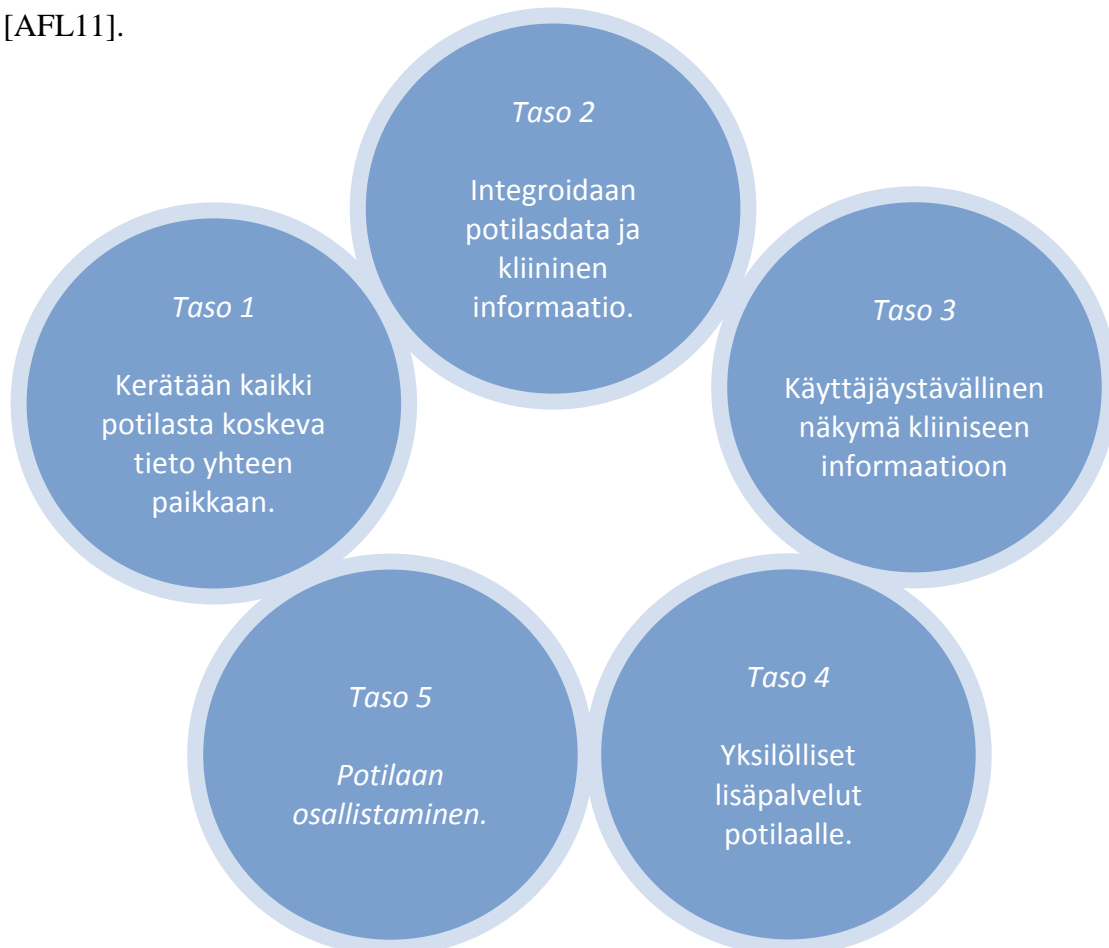 [AFL11].
Taso 1
Kerätään kaikki
potilasta koskeva
tieto yhteen
paikkaan.
Taso 2
Integroidaan
potilasdata ja
kliininen
informaatio.
Taso 3
Käyttäjäystävällinen
näkymä kliiniseen
informaatioon
Taso 4
Yksilölliset
lisäpalvelut
potilaalle.
Taso 5
Potilaan
osallistaminen.